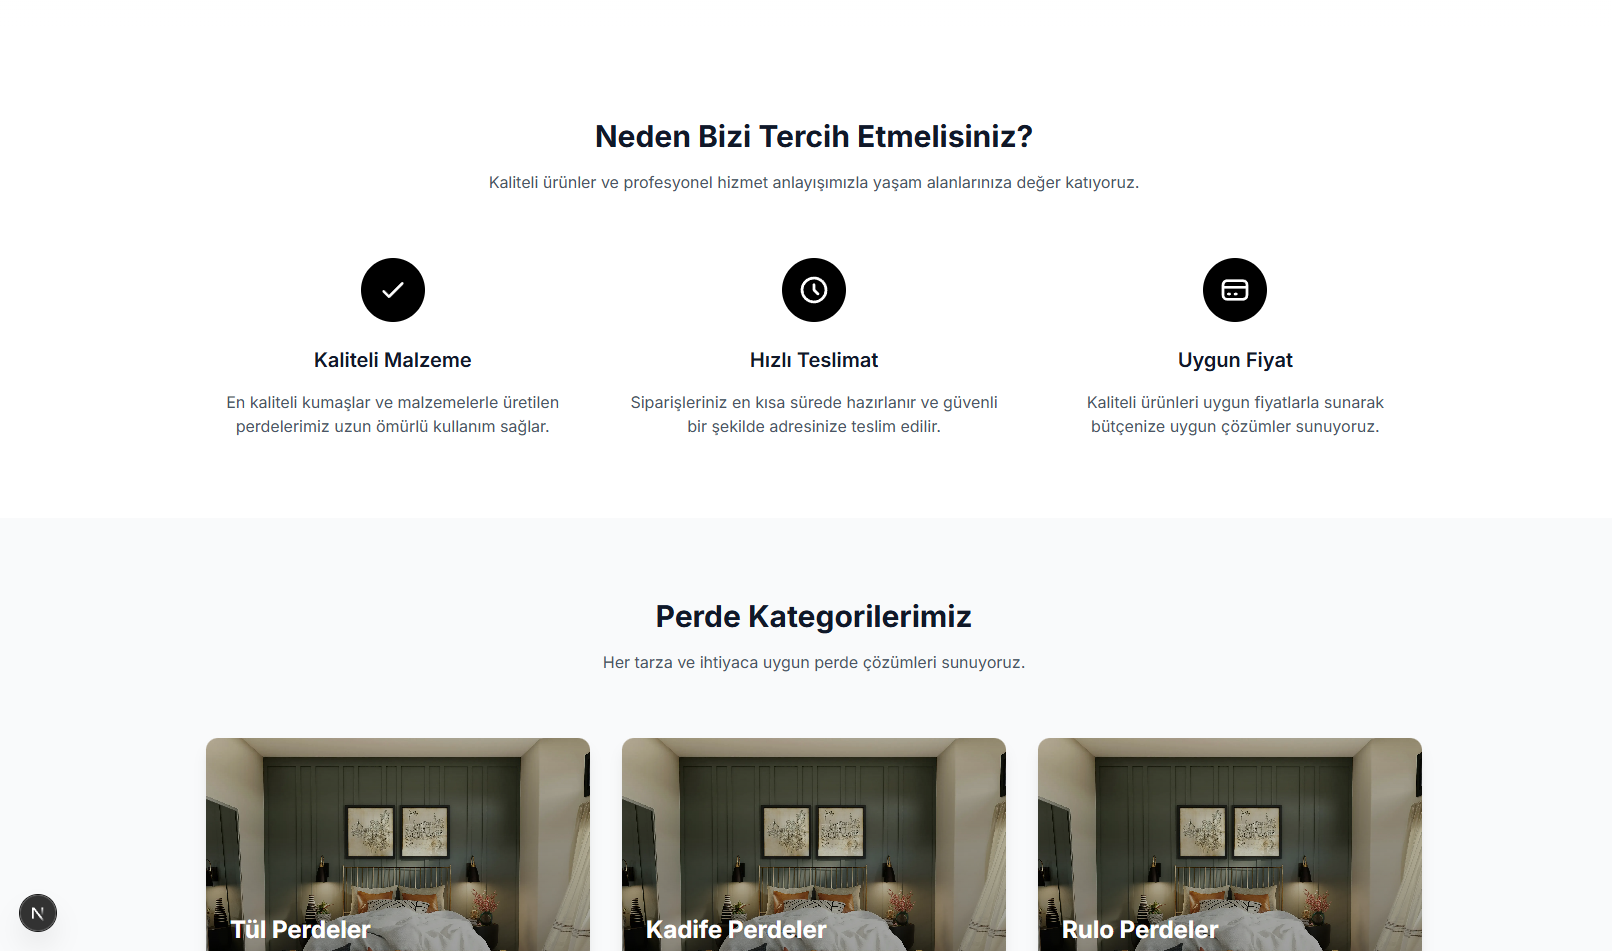 Neden Bizi Tercih Etmelisiniz?
Kaliteli ürünler ve profesyonel hizmet anlayışımızla yaşam alanlarınıza değer katıyoruz.
Kaliteli Malzeme
En kaliteli kumaşlar ve malzemelerle üretilen
perdelerimiz uzun ömürlü kullanım sağlar.
Hızlı Teslimat
Siparişleriniz en kısa sürede hazırlanır ve güvenli
bir şekilde adresinize teslim edilir.
Uygun Fiyat
Kaliteli ürünleri uygun fiyatlarla sunarak
bütçenize uygun çözümler sunuyoruz.
Perde Kategorilerimiz
Her tarza ve ihtiyaca uygun perde çözümleri sunuyoruz.
Tül Perdeler
Kadife Perdeler
Rulo Perdeler
N